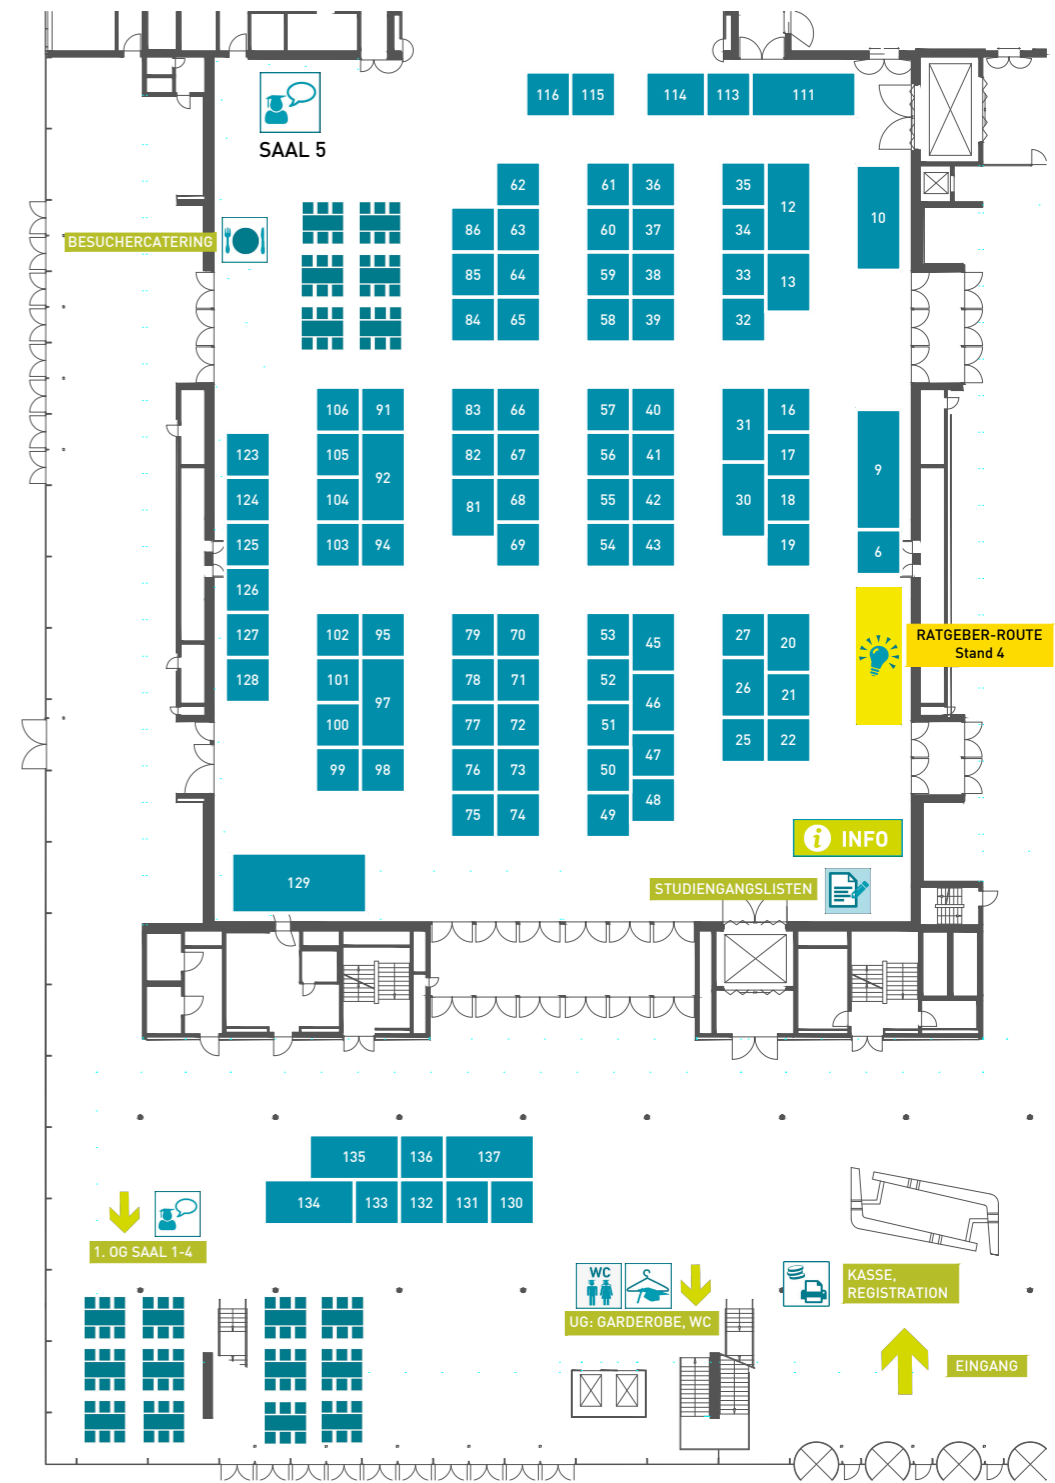 116 115 114 113 111
SAAL 5
62 61 36 35 12 10
BESUCHERCATERING
86 63 60 37 34
85 64 59 38 33 13
84 65 58 39 32
106 91 83 66 57 40 31 16 9
123 105 92 82 67 56 41 17
124 104 81 68 55 42 30 18
125 103 94 69 54 43 19 6
126
127 102 95 79 70 53 45 27 20
RATGEBER-ROUTE
Stand 4
128 101 97 78 71 52 46 26 21
100 77 72 51 47 25 22
99 98 76 73 50 48
75 74 49
i INFO
129
STUDIENGANGSLISTEN
135 136 137
134 133 132 131 130
1. OG SAAL 1-4
WC
UG: GARDEROBE, WC
KASSE,
REGISTRATION
EINGANG